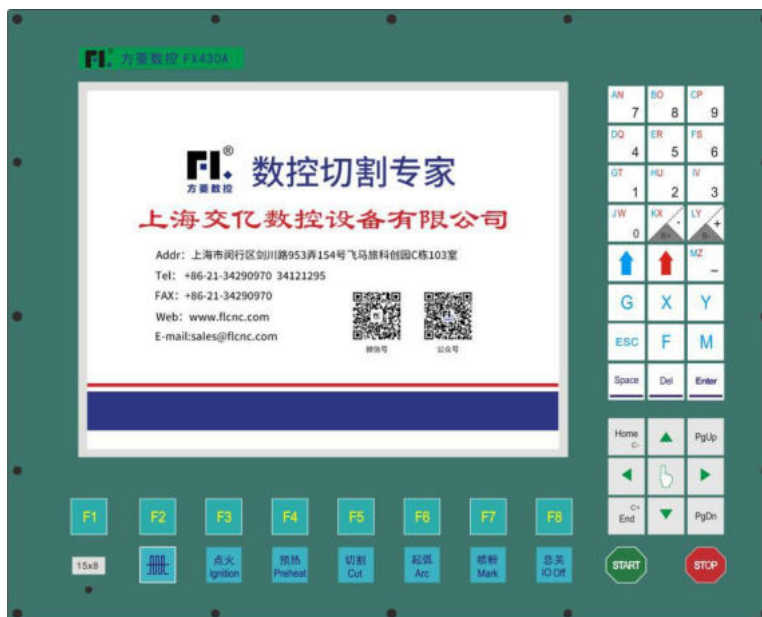 方菱数控 FX430A
®
方菱数控
数控切割专家
上海交亿数控设备有限公司
Addr: 上海市闵行区剑川路953弄154号飞马旅科创园C栋103室
Tel: +86-21-34290970 34121295
FAX: +86-21-34290970
Web: www.flcnc.com
E-mail:sales@flcnc.com
微信号 公众号
AN 7 BO 8 CP 9
DQ 4 ER 5 FS 6
GT 1 HU 2 IV 3
JW 0 KX . B+ LY + B-
MZ −
G X Y
ESC F M
Space Del Enter
Home C- PgUp
C+ End PgDn
F1 F2 F3 F4 F5 F6 F7 F8
15x8
点火 Ignition
预热 Preheat
切割 Cut
起弧 Arc
喷粉 Mark
总关 IO Off
START STOP